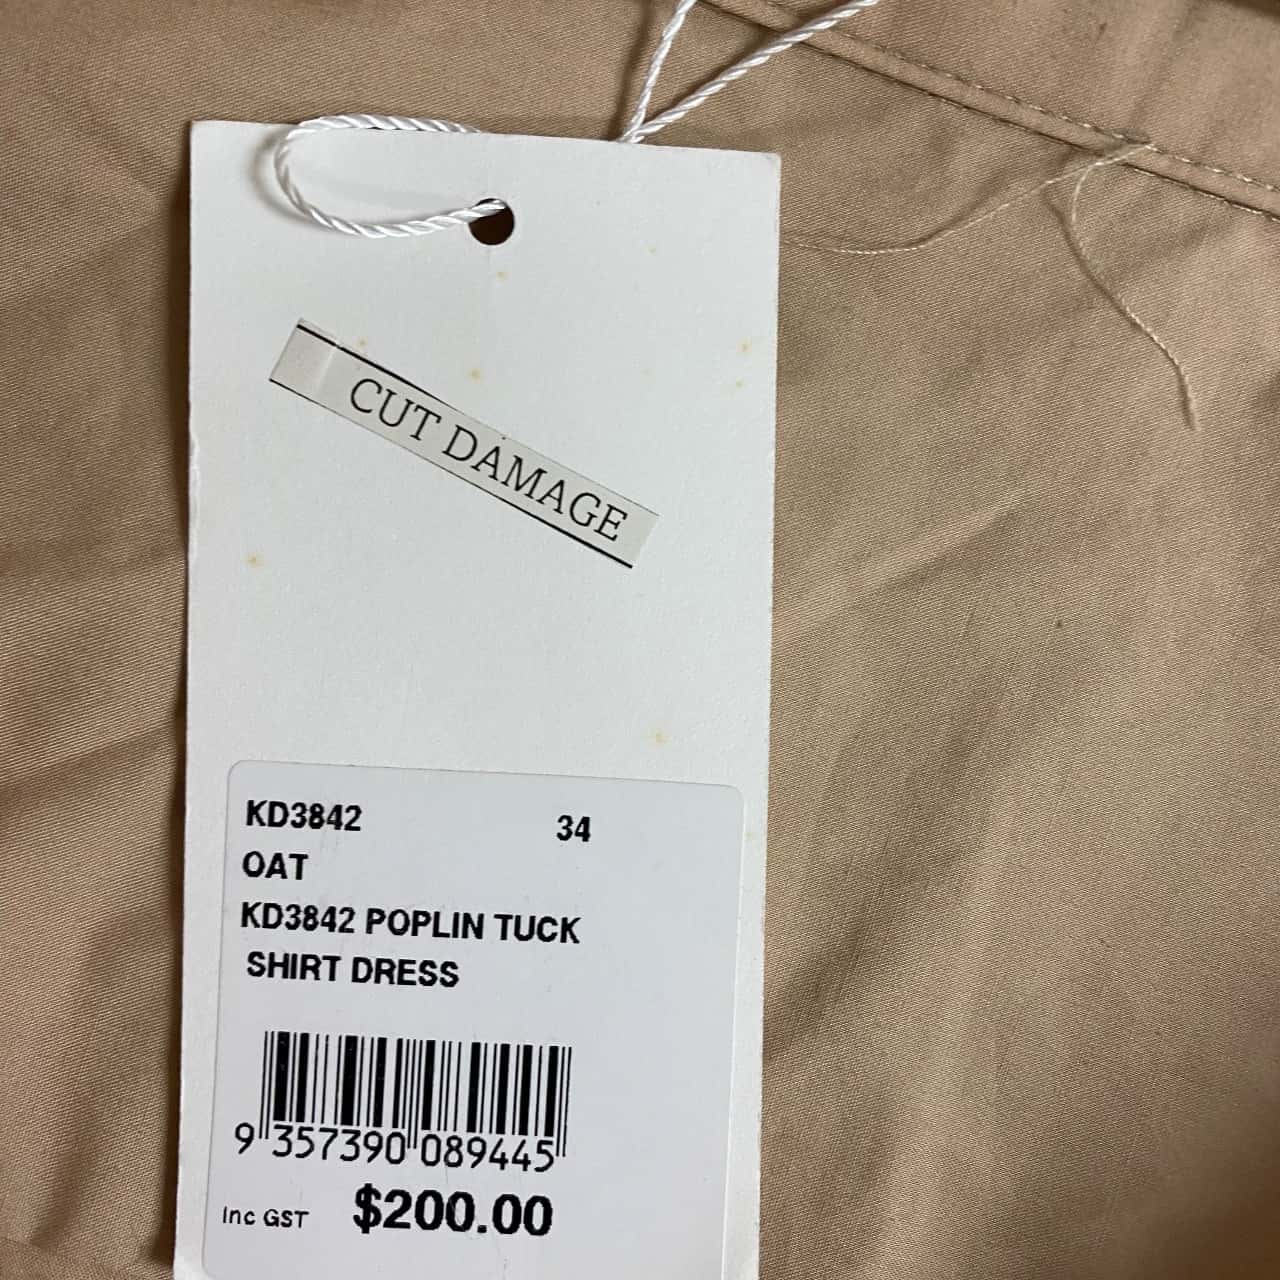 CUT DAMAGE
KD3842 34
OAT
KD3842 POPLIN TUCK
SHIRT DRESS
9 357390 089445
Inc GST $200.00